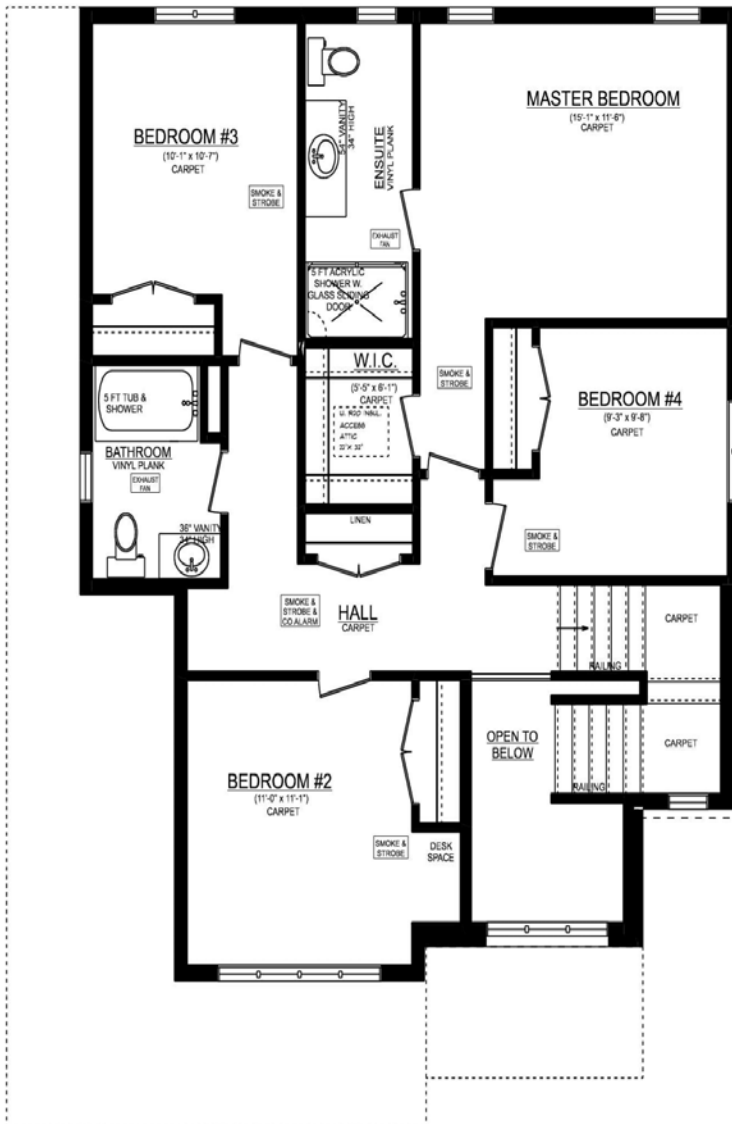 BEDROOM #3
(10'-1" x 10'-7")
CARPET
SMOKE &
STROBE
54" VANITY
34" HIGH
ENSUITE
VINYL PLANK
EXHAUST
FAN
5 FT ACRYLIC
SHOWER W.
GLASS SLIDING
DOOR
MASTER BEDROOM
(15'-1" x 11'-6")
CARPET
W.I.C.
(5'-5" x 6'-1")
CARPET
ACCESS
ATTIC
SMOKE &
STROBE
BEDROOM #4
(9'-3" x 9'-8")
CARPET
SMOKE &
STROBE
5 FT TUB &
SHOWER
BATHROOM
VINYL PLANK
EXHAUST
FAN
36" VANITY
34" HIGH
LINEN
SMOKE &
STROBE &
CO ALARM
HALL
CARPET
CARPET
RAILING
CARPET
RAILING
OPEN TO
BELOW
BEDROOM #2
(11'-0" x 11'-1")
CARPET
SMOKE &
STROBE
DESK
SPACE